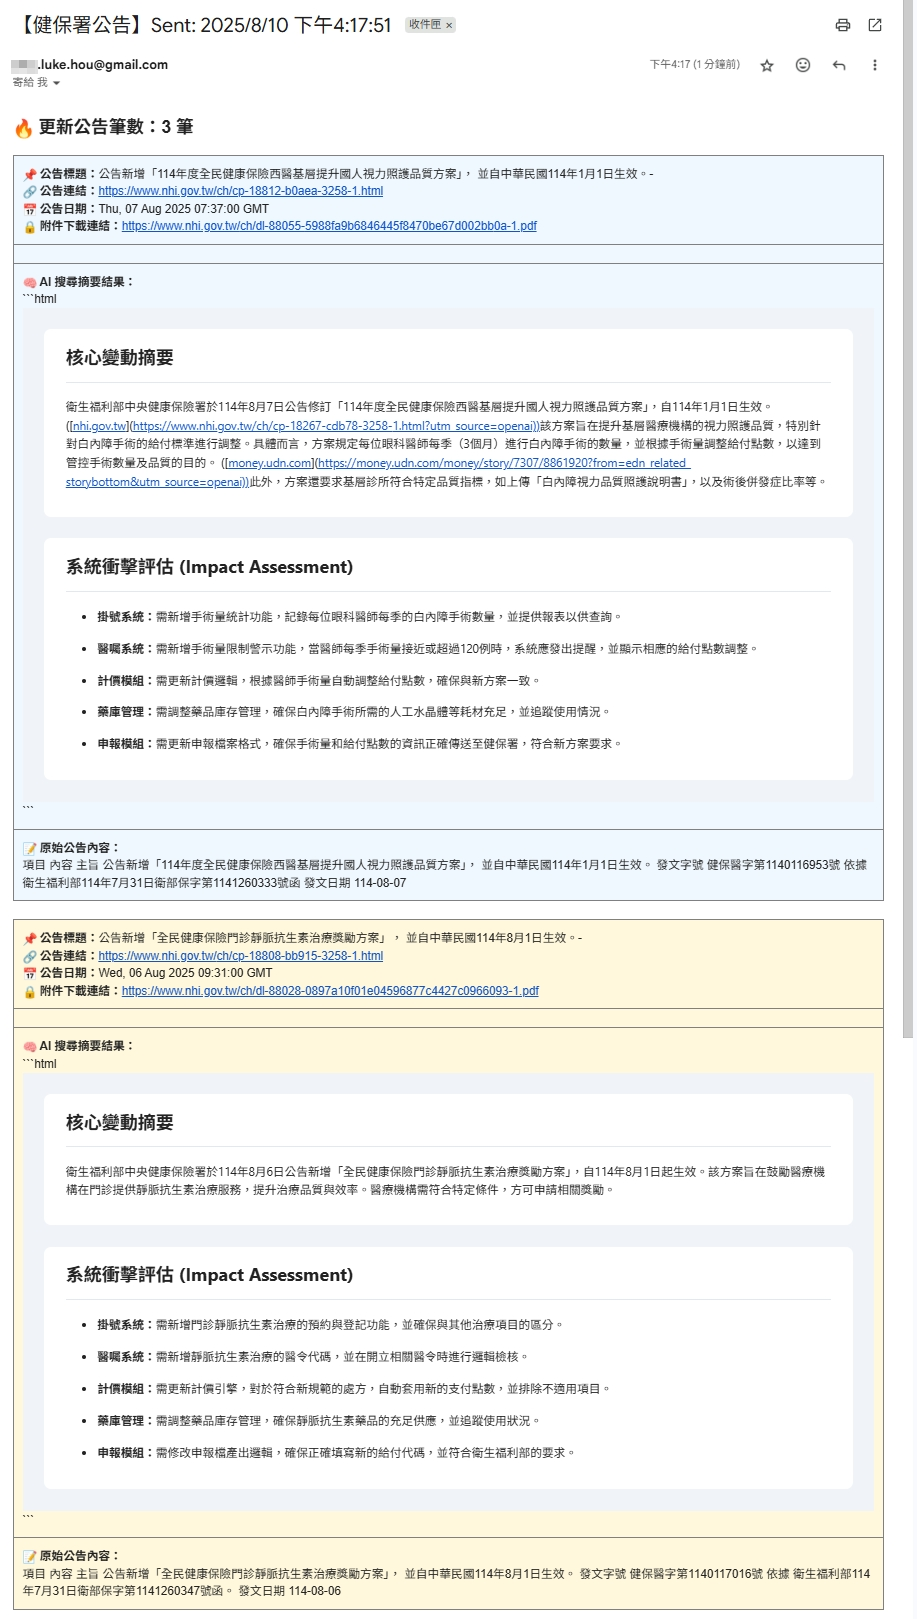 【健保署公告】Sent: 2025/8/10 下午4:17:51 收件匣 ×
.luke.hou@gmail.com 下午4:17 (1 分鐘前)
寄給 我
🔥 更新公告筆數：3 筆
📌 公告標題：公告新增「114年度全民健康保險西醫基層提升國人視力照護品質方案」， 並自中華民國114年1月1日生效。-
🔗 公告連結：https://www.nhi.gov.tw/ch/cp-18812-b0aea-3258-1.html
📅 公告日期：Thu, 07 Aug 2025 07:37:00 GMT
🔒 附件下載連結：https://www.nhi.gov.tw/ch/dl-88055-5988fa9b6846445f8470be67d002bb0a-1.pdf
🧠 AI 搜尋摘要結果：
```html
核心變動摘要
衛生福利部中央健康保險署於114年8月7日公告修訂「114年度全民健康保險西醫基層提升國人視力照護品質方案」，自114年1月1日生效。
([nhi.gov.tw](https://www.nhi.gov.tw/ch/cp-18267-cdb78-3258-1.html?utm_source=openai))該方案旨在提升基層醫療機構的視力照護品質，特別針
對白內障手術的給付標準進行調整。具體而言，方案規定每位眼科醫師每季（3個月）進行白內障手術的數量，並根據手術量調整給付點數，以達到
管控手術數量及品質的目的。 ([money.udn.com](https://money.udn.com/money/story/7307/8861920?from=edn_related_
storybottom&utm_source=openai))此外，方案還要求基層診所符合特定品質指標，如上傳「白內障視力品質照護說明書」，以及術後併發症比率等。
系統衝擊評估 (Impact Assessment)
• 掛號系統：需新增手術量統計功能，記錄每位眼科醫師每季的白內障手術數量，並提供報表以供查詢。
• 醫囑系統：需新增手術量限制警示功能，當醫師每季手術量接近或超過120例時，系統應發出提醒，並顯示相應的給付點數調整。
• 計價模組：需更新計價邏輯，根據醫師手術量自動調整給付點數，確保與新方案一致。
• 藥庫管理：需調整藥品庫存管理，確保白內障手術所需的人工水晶體等耗材充足，並追蹤使用情況。
• 申報模組：需更新申報檔案格式，確保手術量和給付點數的資訊正確傳送至健保署，符合新方案要求。
```
📝 原始公告內容：
項目 內容 主旨 公告新增「114年度全民健康保險西醫基層提升國人視力照護品質方案」， 並自中華民國114年1月1日生效。 發文字號 健保醫字第1140116953號 依據
衛生福利部114年7月31日衛部保字第1141260333號函 發文日期 114-08-07
📌 公告標題：公告新增「全民健康保險門診靜脈抗生素治療獎勵方案」 ， 並自中華民國114年8月1日生效。-
🔗 公告連結：https://www.nhi.gov.tw/ch/cp-18808-bb915-3258-1.html
📅 公告日期：Wed, 06 Aug 2025 09:31:00 GMT
🔒 附件下載連結：https://www.nhi.gov.tw/ch/dl-88028-0897a10f01e04596877c4427c0966093-1.pdf
🧠 AI 搜尋摘要結果：
```html
核心變動摘要
衛生福利部中央健康保險署於114年8月6日公告新增「全民健康保險門診靜脈抗生素治療獎勵方案」，自114年8月1日起生效。該方案旨在鼓勵醫療機
構在門診提供靜脈抗生素治療服務，提升治療品質與效率。醫療機構需符合特定條件，方可申請相關獎勵。
系統衝擊評估 (Impact Assessment)
• 掛號系統：需新增門診靜脈抗生素治療的預約與登記功能，並確保與其他治療項目的區分。
• 醫囑系統：需新增靜脈抗生素治療的醫令代碼，並在開立相關醫令時進行邏輯檢核。
• 計價模組：需更新計價引擎，對於符合新規範的處方，自動套用新的支付點數，並排除不適用項目。
• 藥庫管理：需調整藥品庫存管理，確保靜脈抗生素藥品的充足供應，並追蹤使用狀況。
• 申報模組：需修改申報檔產出邏輯，確保正確填寫新的給付代碼，並符合衛生福利部的要求。
```
📝 原始公告內容：
項目 內容 主旨 公告新增「全民健康保險門診靜脈抗生素治療獎勵方案」， 並自中華民國114年8月1日生效。 發文字號 健保醫字第1140117016號 依據 衛生福利部114
年7月31日衛部保字第1141260347號函。 發文日期 114-08-06